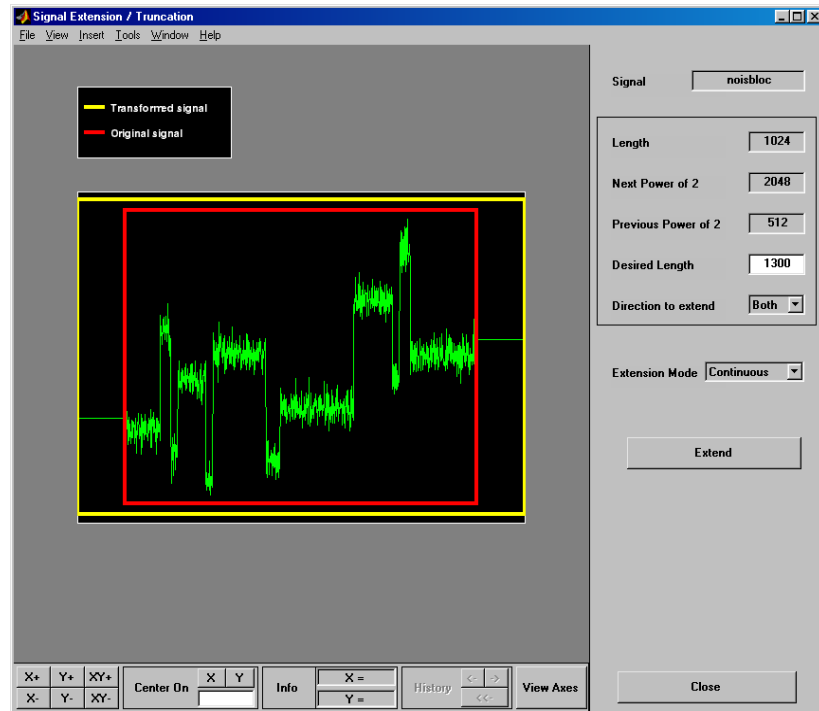 Signal Extension / Truncation
File View Insert Tools Window Help
Signal noisbloc
Transformed signal
Original signal
Length 1024
Next Power of 2 2048
Previous Power of 2 512
Desired Length 1300
Direction to extend Both
Extension Mode Continuous
Extend
X+ Y+ XY+
X- Y- XY-
Center On X Y
Info X =
Y =
History <- ->
<<-
View Axes
Close